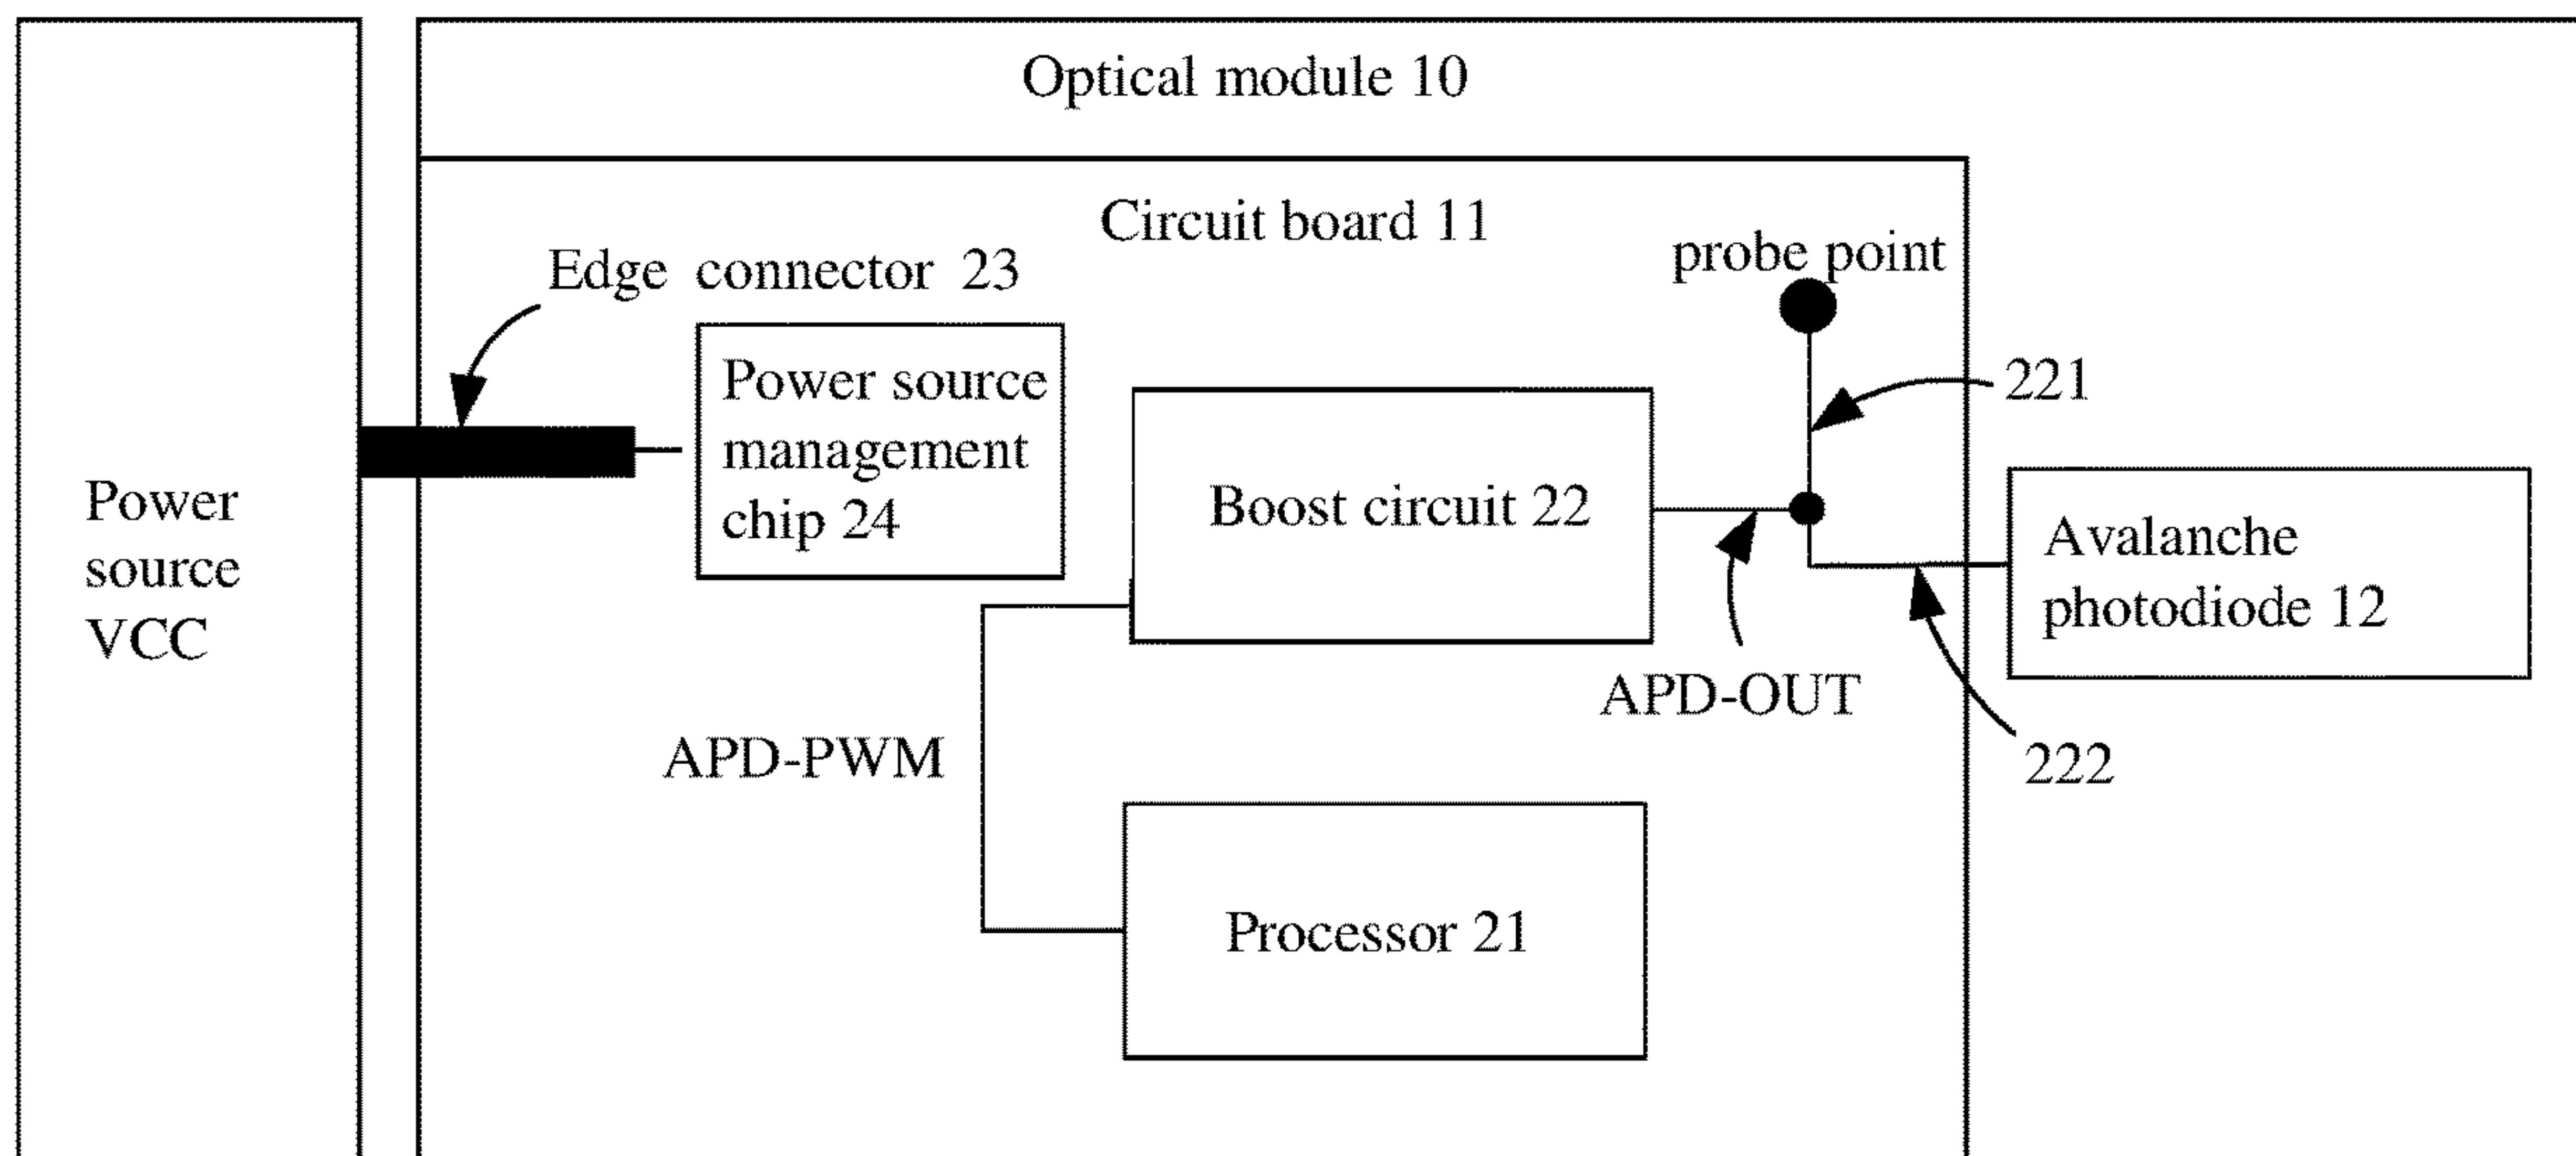 Optical module 10
Circuit board 11
probe point
Edge connector 23
Power source
management
chip 24
221
Boost circuit 22
Power
source
VCC
Avalanche
photodiode 12
APD-OUT
APD-PWM
222
Processor 21